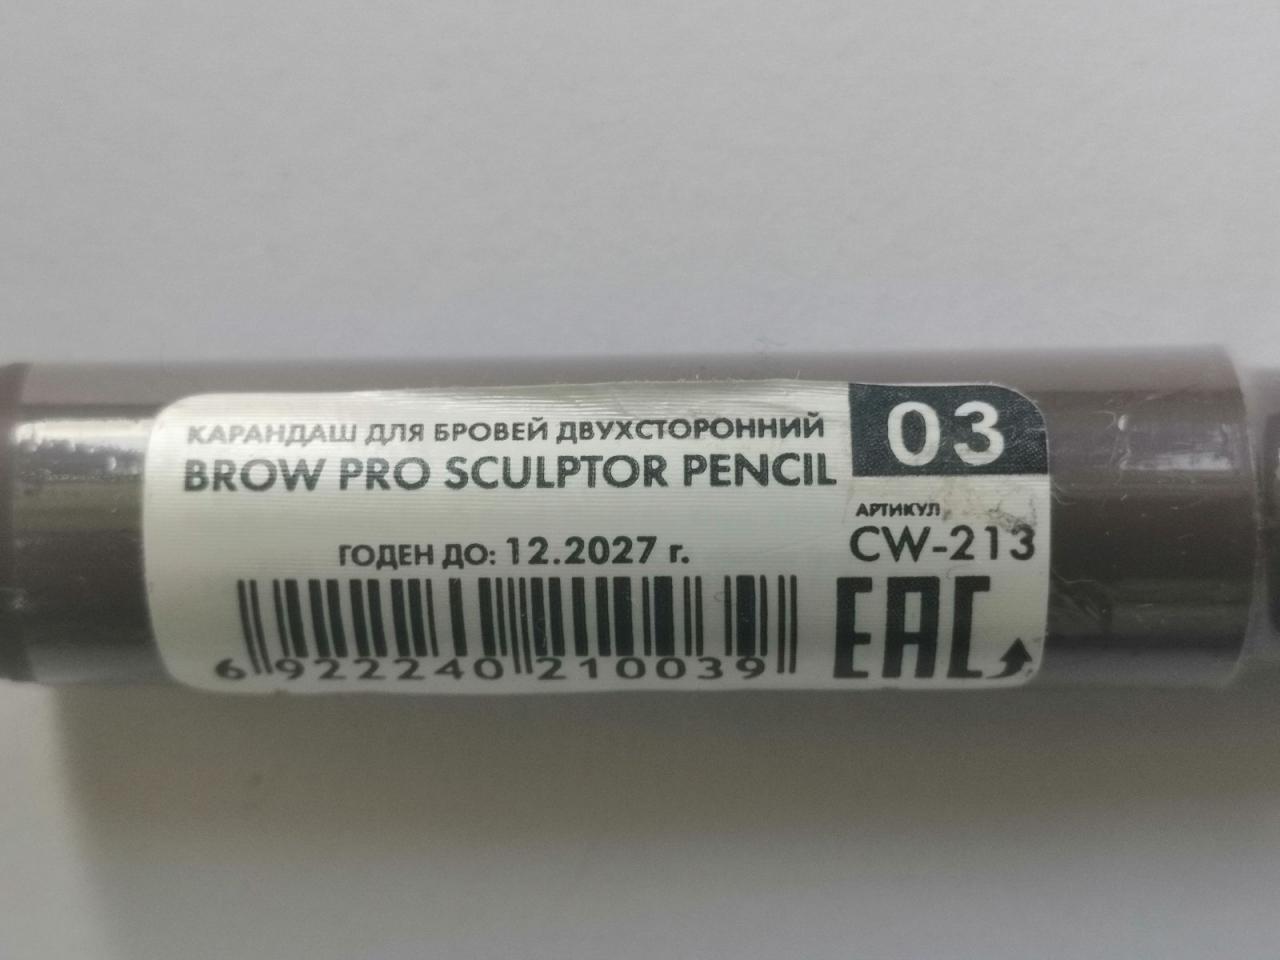 КАРАНДАШ ДЛЯ БРОВЕЙ ДВУХСТОРОННИЙ
BROW PRO SCULPTOR PENCIL
03
АРТИКУЛ
CW-213
ГОДЕН ДО: 12.2027 г.
6 922240 210039
EAC